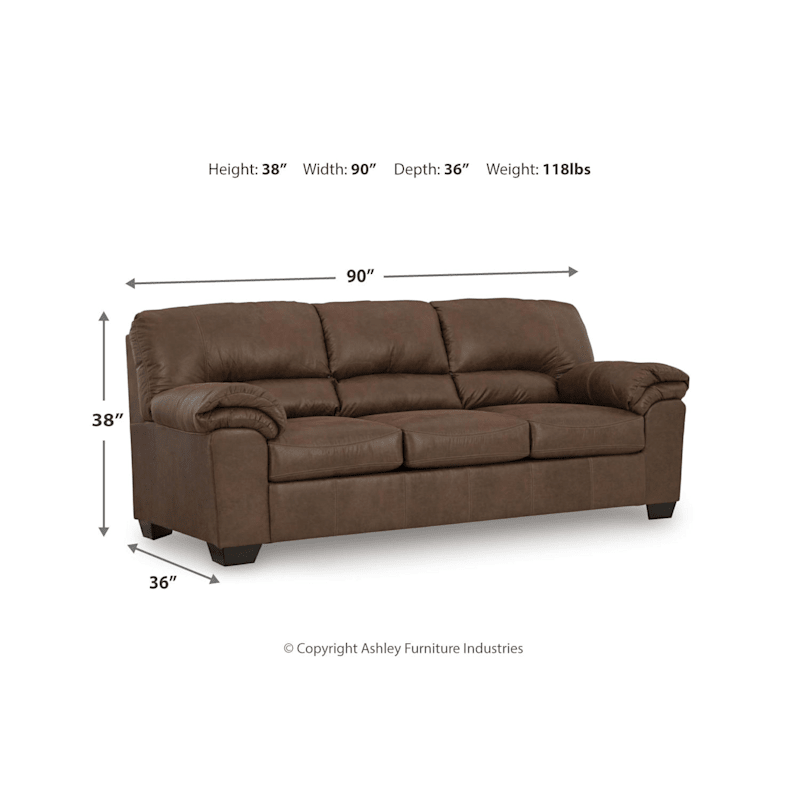 Height: 38” Width: 90” Depth: 36” Weight: 118lbs
90”
38”
36”
© Copyright Ashley Furniture Industries